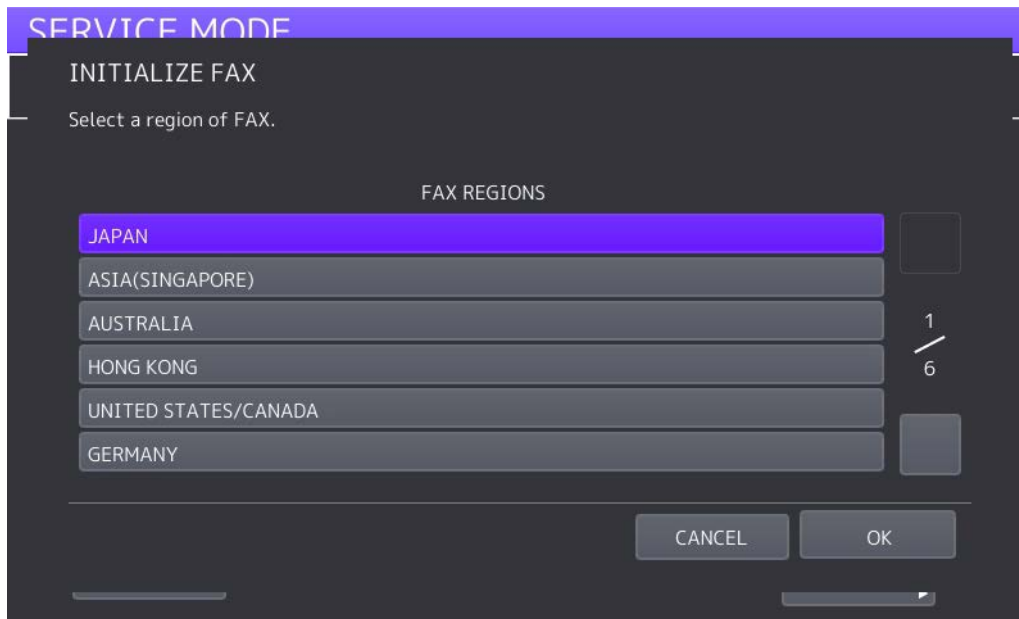 SERVICE MODE
INITIALIZE FAX
Select a region of FAX.
FAX REGIONS
JAPAN
ASIA(SINGAPORE)
AUSTRALIA
HONG KONG
UNITED STATES/CANADA
GERMANY
1
6
CANCEL
OK